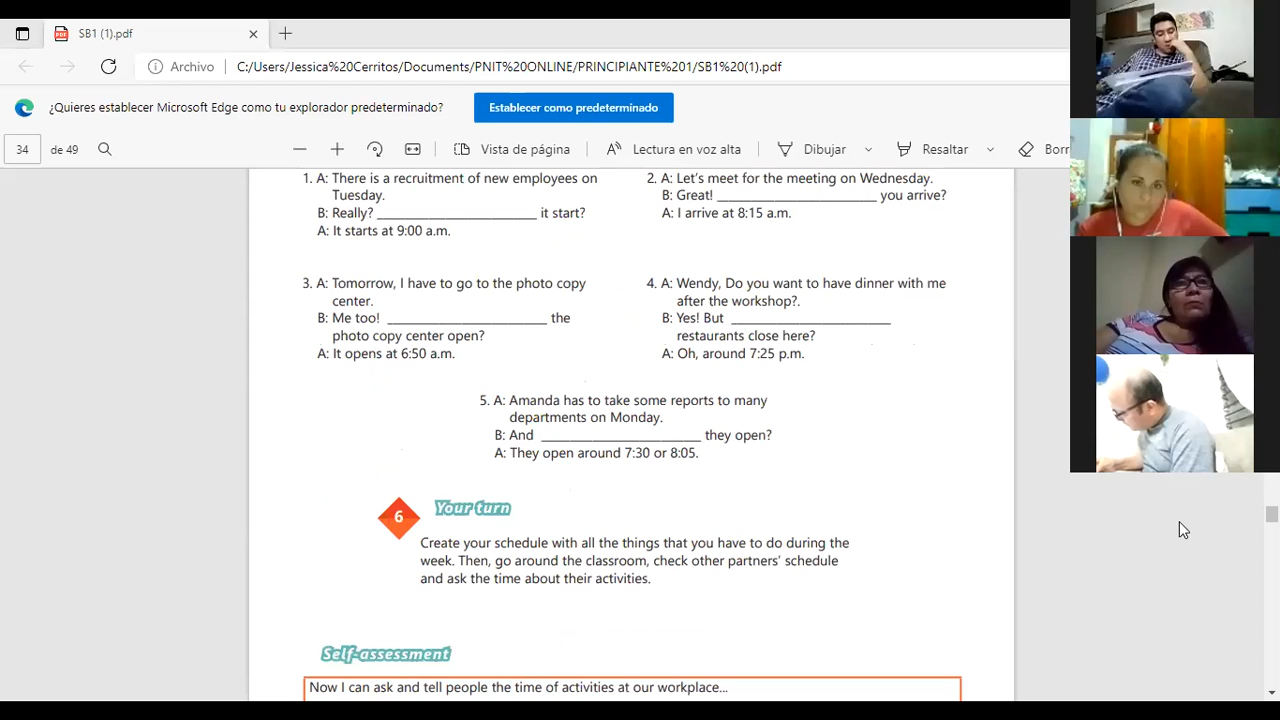 SB1 (1).pdf
Archivo
C:/Users/Jessica%20Cerritos/Documents/PNIT%20ONLINE/PRINCIPIANTE%201/SB1%20(1).pdf
¿Quieres establecer Microsoft Edge como tu explorador predeterminado?
Establecer como predeterminado
34 de 49
Vista de página
Lectura en voz alta
Dibujar
Resaltar
Borr
1. A: There is a recruitment of new employees on
Tuesday.
B: Really? ______________________ it start?
A: It starts at 9:00 a.m.
2. A: Let's meet for the meeting on Wednesday.
B: Great! ______________________ you arrive?
A: I arrive at 8:15 a.m.
3. A: Tomorrow, I have to go to the photo copy
center.
B: Me too! ______________________ the
photo copy center open?
A: It opens at 6:50 a.m.
4. A: Wendy, Do you want to have dinner with me
after the workshop?.
B: Yes! But ______________________
restaurants close here?
A: Oh, around 7:25 p.m.
5. A: Amanda has to take some reports to many
departments on Monday.
B: And ______________________ they open?
A: They open around 7:30 or 8:05.
6
Your turn
Create your schedule with all the things that you have to do during the
week. Then, go around the classroom, check other partners' schedule
and ask the time about their activities.
Self-assessment
Now I can ask and tell people the time of activities at our workplace...